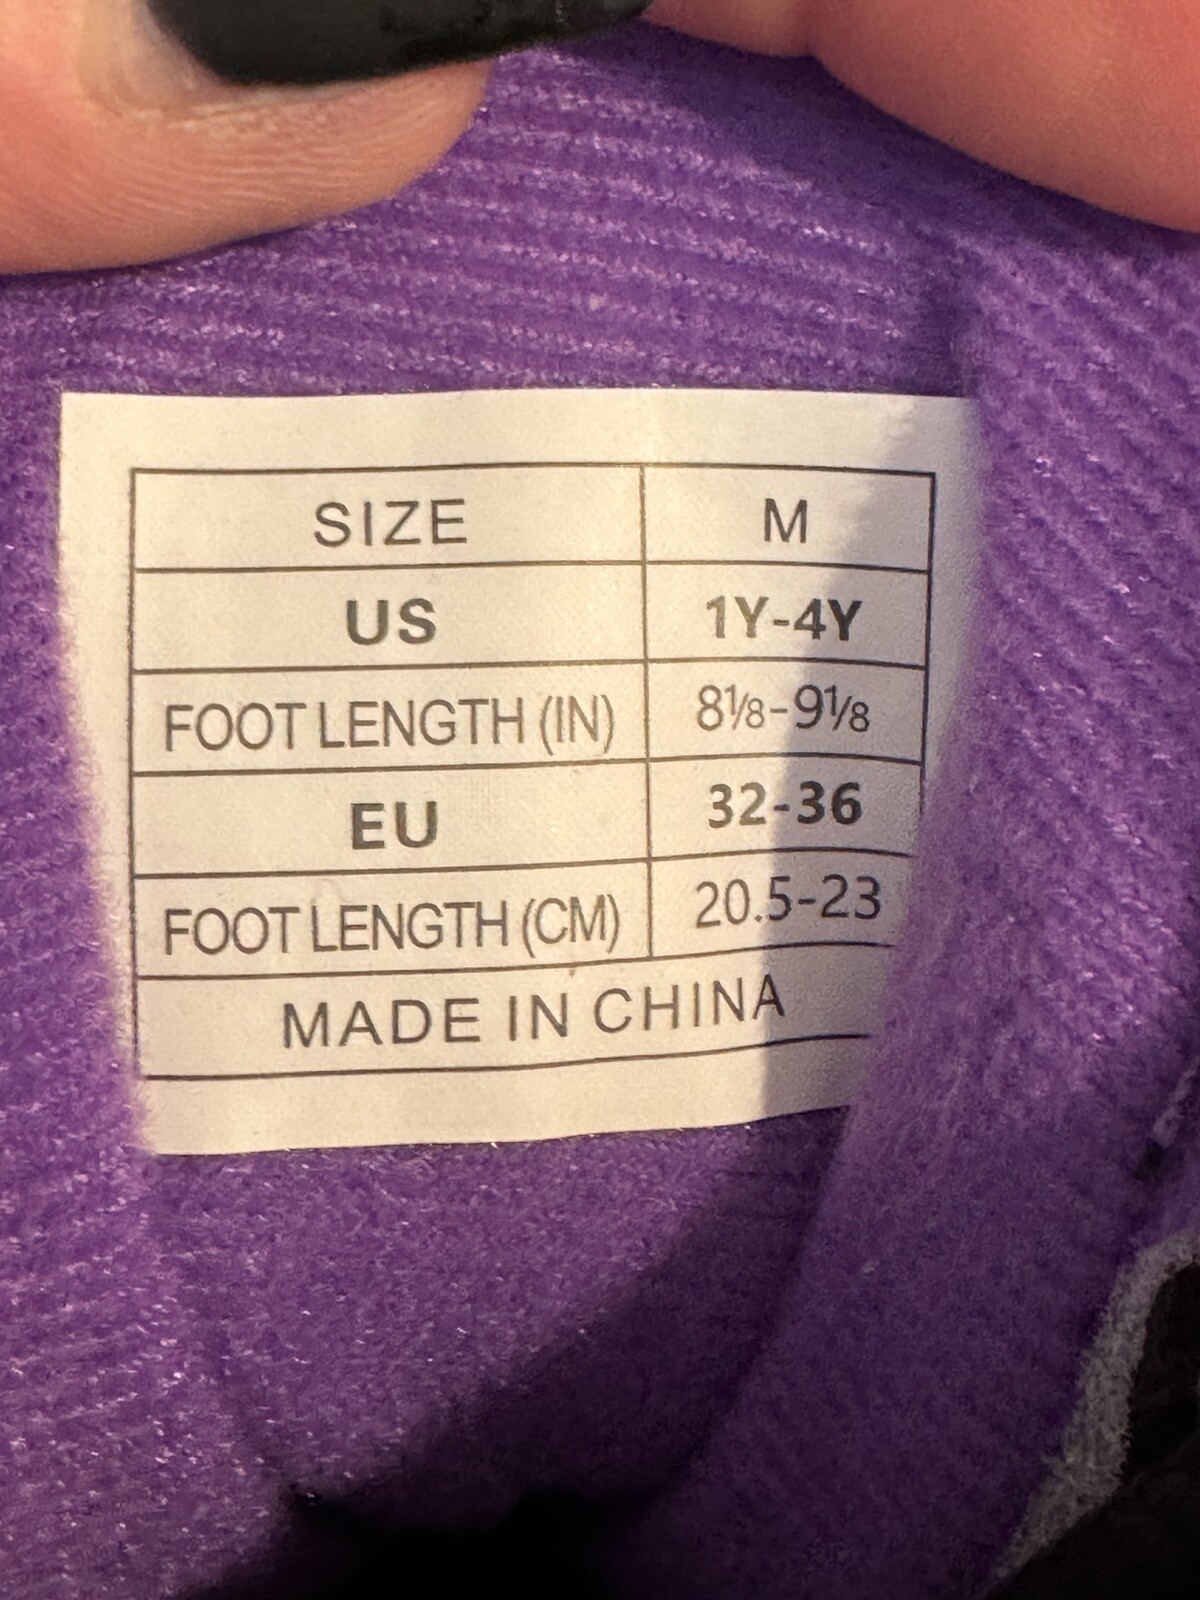 SIZE M
US 1Y-4Y
FOOT LENGTH (IN) 8⅛-9⅛
EU 32-36
FOOT LENGTH (CM) 20.5-23
MADE IN CHINA